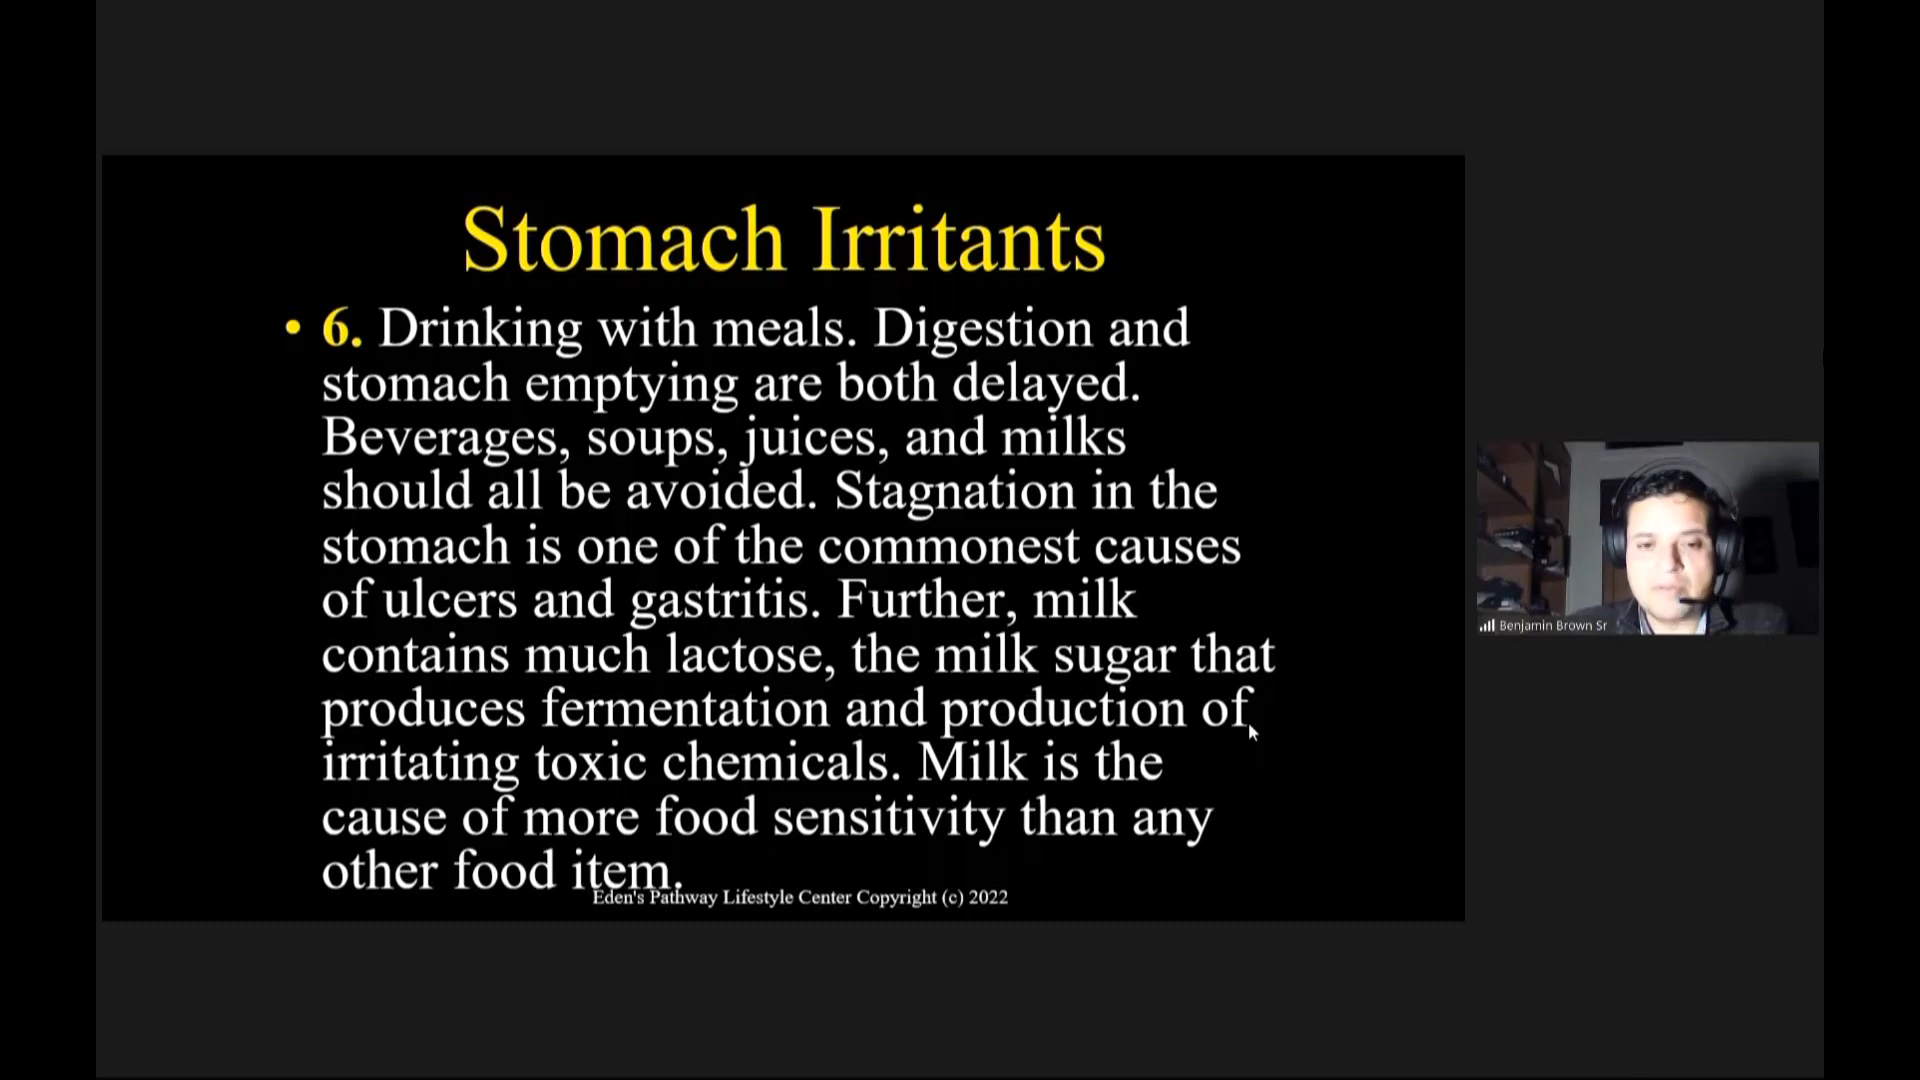 Stomach Irritants
• 6. Drinking with meals. Digestion and
stomach emptying are both delayed.
Beverages, soups, juices, and milks
should all be avoided. Stagnation in the
stomach is one of the commonest causes
of ulcers and gastritis. Further, milk
contains much lactose, the milk sugar that
produces fermentation and production of
irritating toxic chemicals. Milk is the
cause of more food sensitivity than any
other food item.
Eden's Pathway Lifestyle Center Copyright (c) 2022
Benjamin Brown Sr